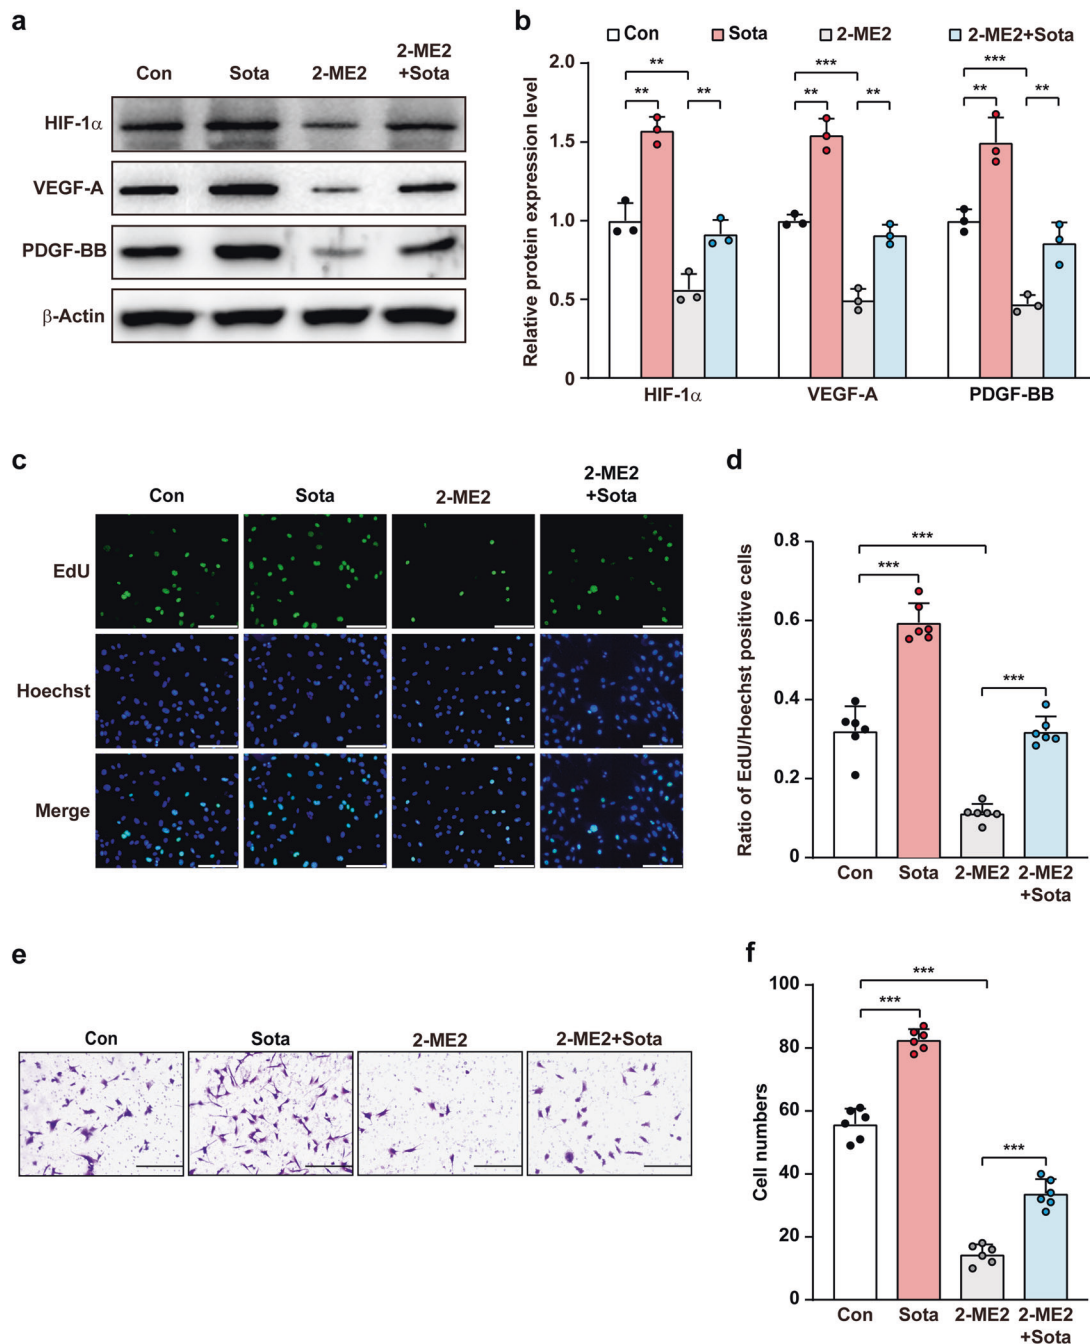 a
Con
Sota
2-ME2
2-ME2
+Sota
HIF-1α
VEGF-A
PDGF-BB
β-Actin
b
Con
Sota
2-ME2
2-ME2+Sota
Relative protein expression level
2.0
1.5
1.0
0.5
0
** ** **
*** ** **
*** ** **
HIF-1α
VEGF-A
PDGF-BB
c
Con
Sota
2-ME2
2-ME2
+Sota
EdU
Hoechst
Merge
d
Ratio of EdU/Hoechst positive cells
0.8
0.6
0.4
0.2
0
***
***
***
Con
Sota
2-ME2
2-ME2
+Sota
e
Con
Sota
2-ME2
2-ME2+Sota
f
Cell numbers
100
80
60
40
20
0
***
***
***
Con
Sota
2-ME2
2-ME2
+Sota